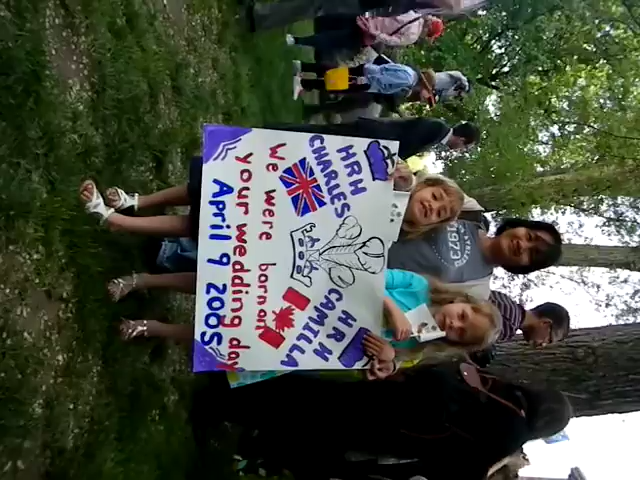 HRH
CHARLES
HRH
CAMILLA
We were born on
your wedding day
April 9 2005
1973